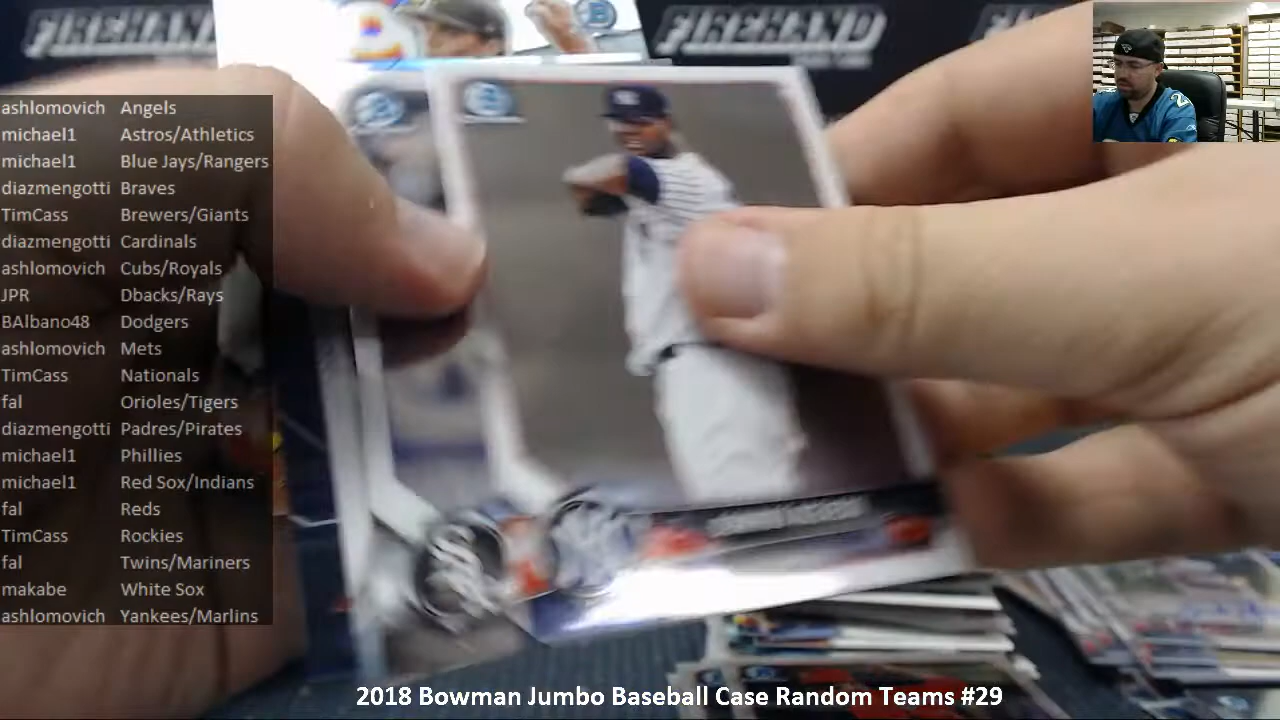 FIREHAND
FIREHAND
ashlomovich Angels
michael1 Astros/Athletics
michael1 Blue Jays/Rangers
diazmengotti Braves
TimCass Brewers/Giants
diazmengotti Cardinals
ashlomovich Cubs/Royals
JPR Dbacks/Rays
BAlbano48 Dodgers
ashlomovich Mets
TimCass Nationals
fal Orioles/Tigers
diazmengotti Padres/Pirates
michael1 Phillies
michael1 Red Sox/Indians
fal Reds
TimCass Rockies
fal Twins/Mariners
makabe White Sox
ashlomovich Yankees/Marlins
2018 Bowman Jumbo Baseball Case Random Teams #29